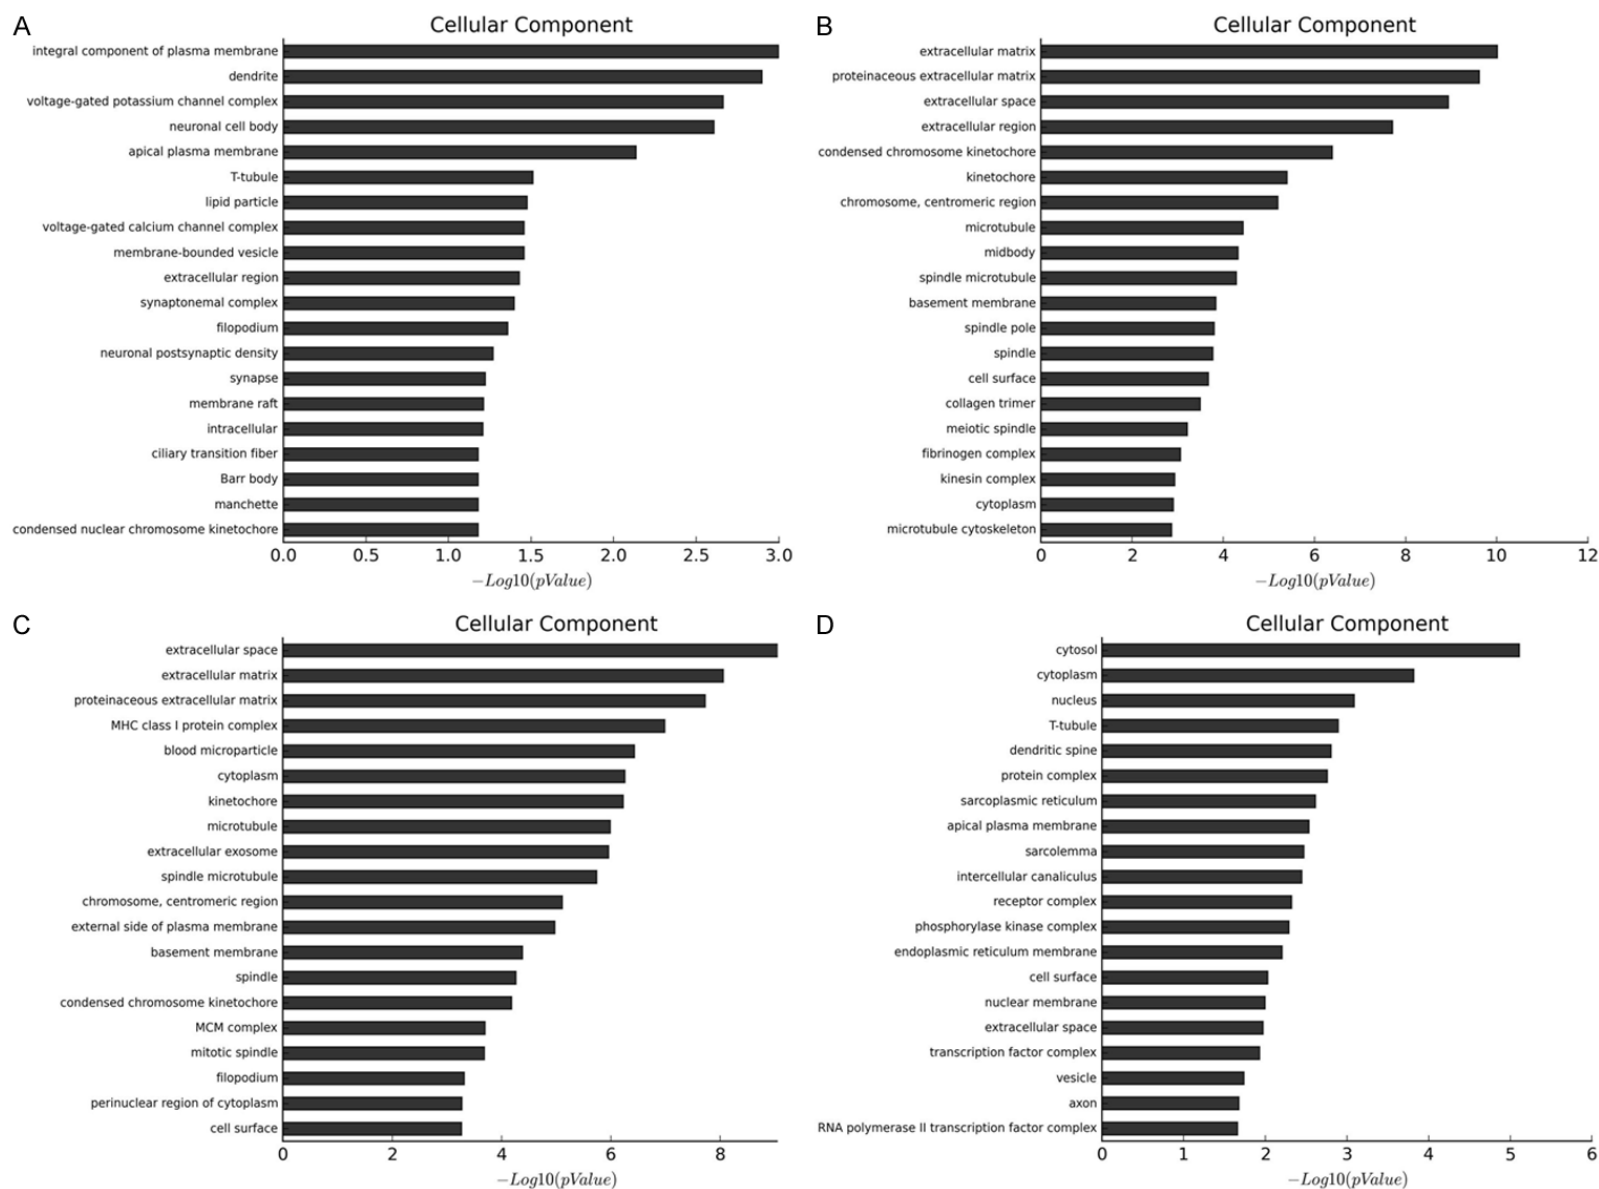 A
Cellular Component
integral component of plasma membrane
dendrite
voltage-gated potassium channel complex
neuronal cell body
apical plasma membrane
T-tubule
lipid particle
voltage-gated calcium channel complex
membrane-bounded vesicle
extracellular region
synaptonemal complex
filopodium
neuronal postsynaptic density
synapse
membrane raft
intracellular
ciliary transition fiber
Barr body
manchette
condensed nuclear chromosome kinetochore
0.0 0.5 1.0 1.5 2.0 2.5 3.0
−Log10(pValue)
B
Cellular Component
extracellular matrix
proteinaceous extracellular matrix
extracellular space
extracellular region
condensed chromosome kinetochore
kinetochore
chromosome, centromeric region
microtubule
midbody
spindle microtubule
basement membrane
spindle pole
spindle
cell surface
collagen trimer
meiotic spindle
fibrinogen complex
kinesin complex
cytoplasm
microtubule cytoskeleton
0 2 4 6 8 10 12
−Log10(pValue)
C
Cellular Component
extracellular space
extracellular matrix
proteinaceous extracellular matrix
MHC class I protein complex
blood microparticle
cytoplasm
kinetochore
microtubule
extracellular exosome
spindle microtubule
chromosome, centromeric region
external side of plasma membrane
basement membrane
spindle
condensed chromosome kinetochore
MCM complex
mitotic spindle
filopodium
perinuclear region of cytoplasm
cell surface
0 2 4 6 8
−Log10(pValue)
D
Cellular Component
cytosol
cytoplasm
nucleus
T-tubule
dendritic spine
protein complex
sarcoplasmic reticulum
apical plasma membrane
sarcolemma
intercellular canaliculus
receptor complex
phosphorylase kinase complex
endoplasmic reticulum membrane
cell surface
nuclear membrane
extracellular space
transcription factor complex
vesicle
axon
RNA polymerase II transcription factor complex
0 1 2 3 4 5 6
−Log10(pValue)